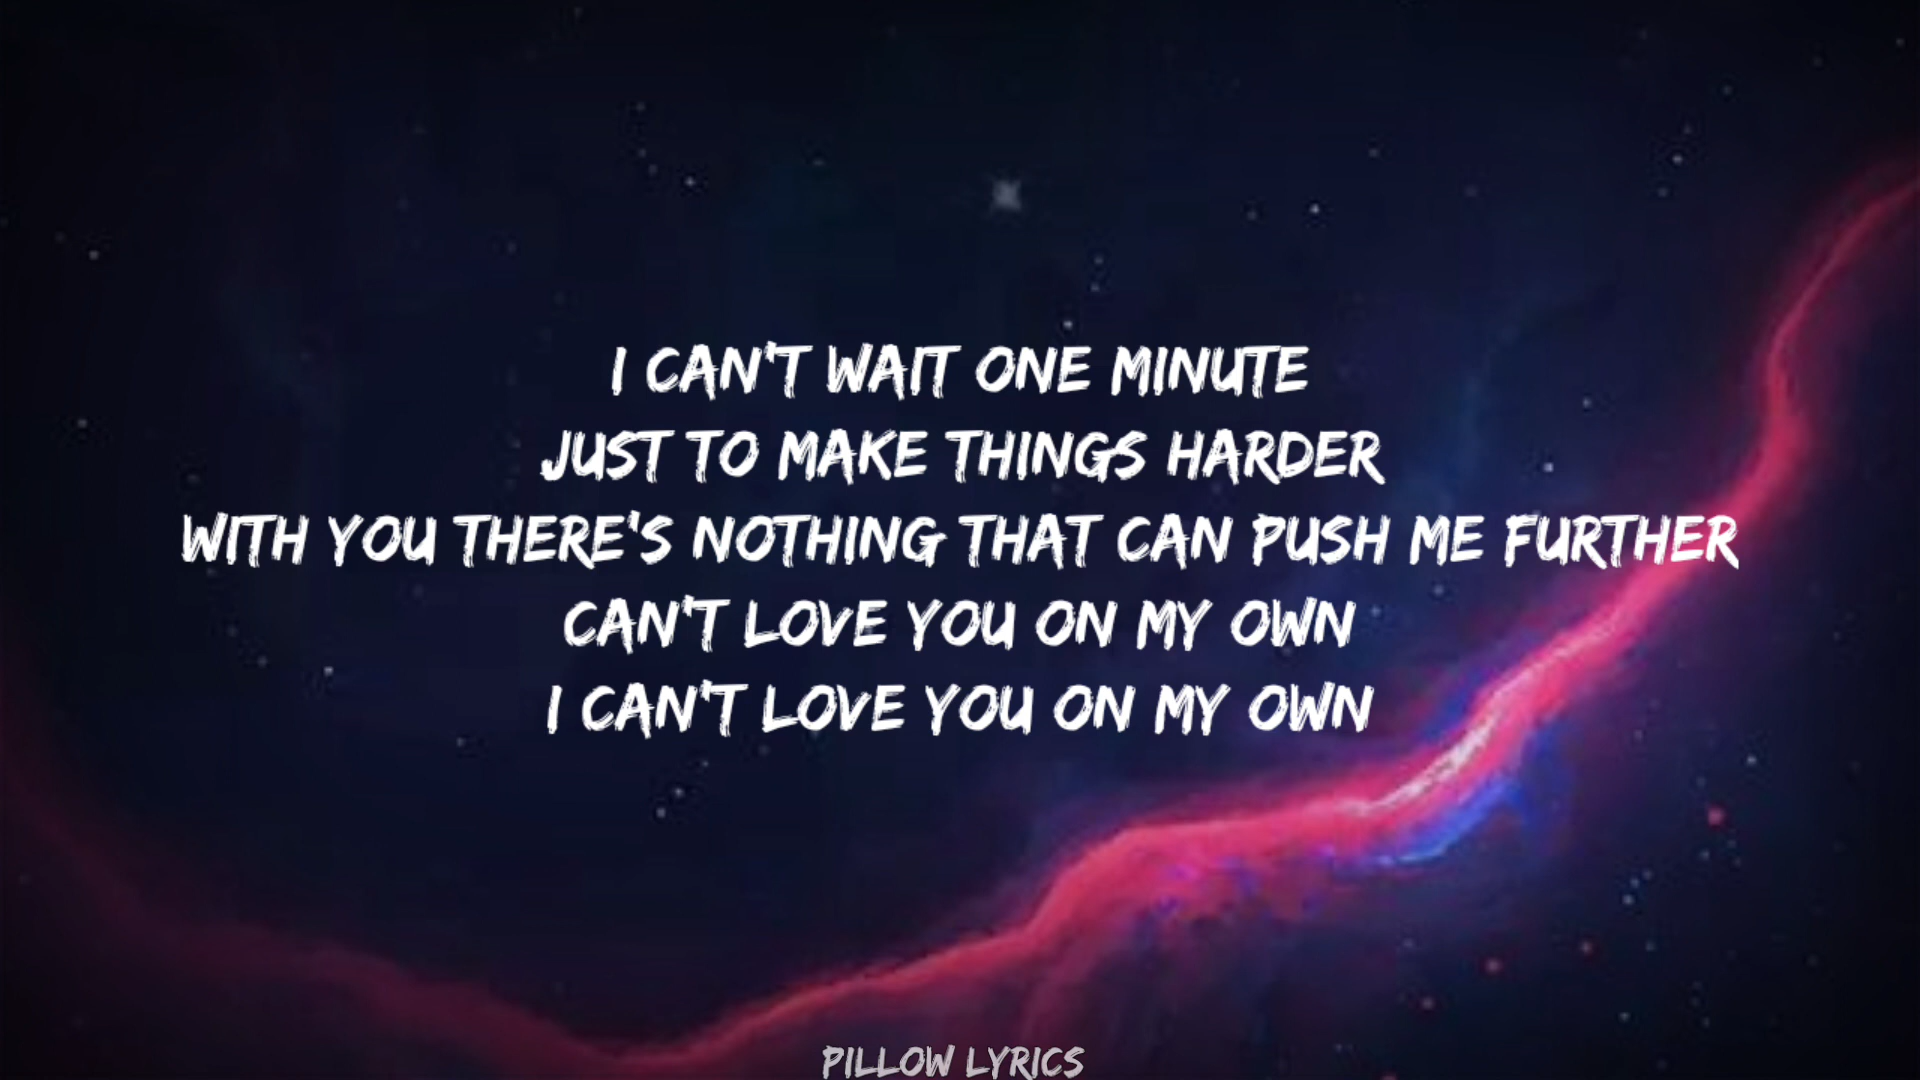 I CAN'T WAIT ONE MINUTE
JUST TO MAKE THINGS HARDER
WITH YOU THERE'S NOTHING THAT CAN PUSH ME FURTHER
CAN'T LOVE YOU ON MY OWN
I CAN'T LOVE YOU ON MY OWN
PILLOW LYRICS